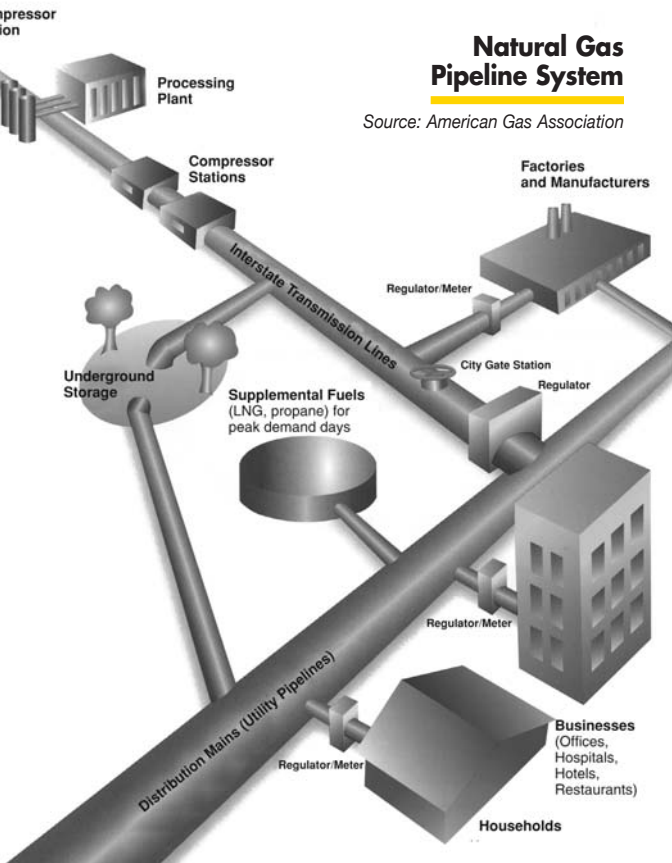 Natural Gas
Pipeline System
Source: American Gas Association
Processing
Plant
Compressor
Stations
Factories
and Manufacturers
Interstate Transmission Lines
Regulator/Meter
City Gate Station
Regulator
Underground
Storage
Supplemental Fuels
(LNG, propane) for
peak demand days
Regulator/Meter
Distribution Mains (Utility Pipelines)
Regulator/Meter
Businesses
(Offices,
Hospitals,
Hotels,
Restaurants)
Households